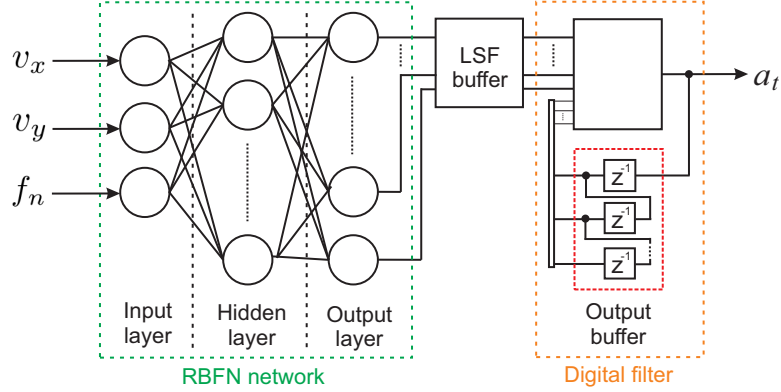 v_x
v_y
f_n
LSF
buffer
a_t
z^-1
z^-1
z^-1
Input
layer
Hidden
layer
Output
layer
Output
buffer
RBFN network
Digital filter